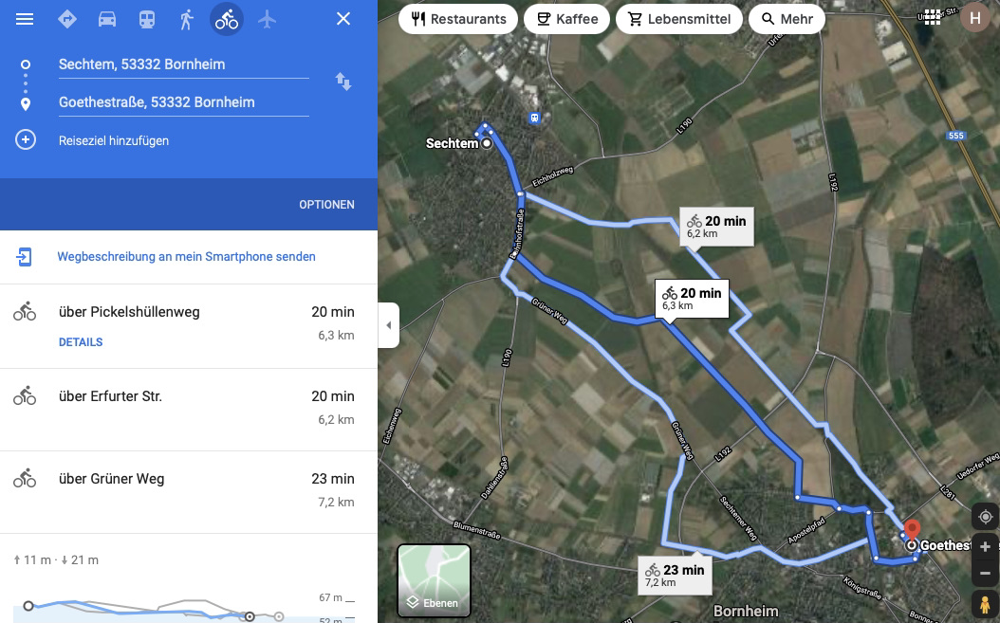 Restaurants
Kaffee
Lebensmittel
Mehr
H
Sechtem, 53332 Bornheim
Goethestraße, 53332 Bornheim
Reiseziel hinzufügen
OPTIONEN
Wegbeschreibung an mein Smartphone senden
über Pickelshüllenweg
20 min
6,3 km
DETAILS
über Erfurter Str.
20 min
6,2 km
über Grüner Weg
23 min
7,2 km
11 m · 21 m
67 m
52 m
L190
555
Sechtem
Eichholzweg
L192
20 min
6,2 km
20 min
6,3 km
Grüner Weg
L190
Eichenweg
Grüner Weg
L192
Dahlienstraße
Uedorfer Weg
L281
Sechtemer Weg
Apostelpfad
Blumenstraße
Goethest
23 min
7,2 km
Königstraße
Ebenen
Bornheim